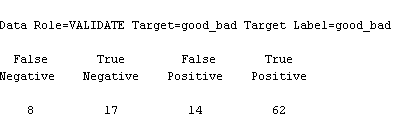 Data Role=VALIDATE Target=good_bad Target Label=good_bad
False True False True
Negative Negative Positive Positive
8 17 14 62